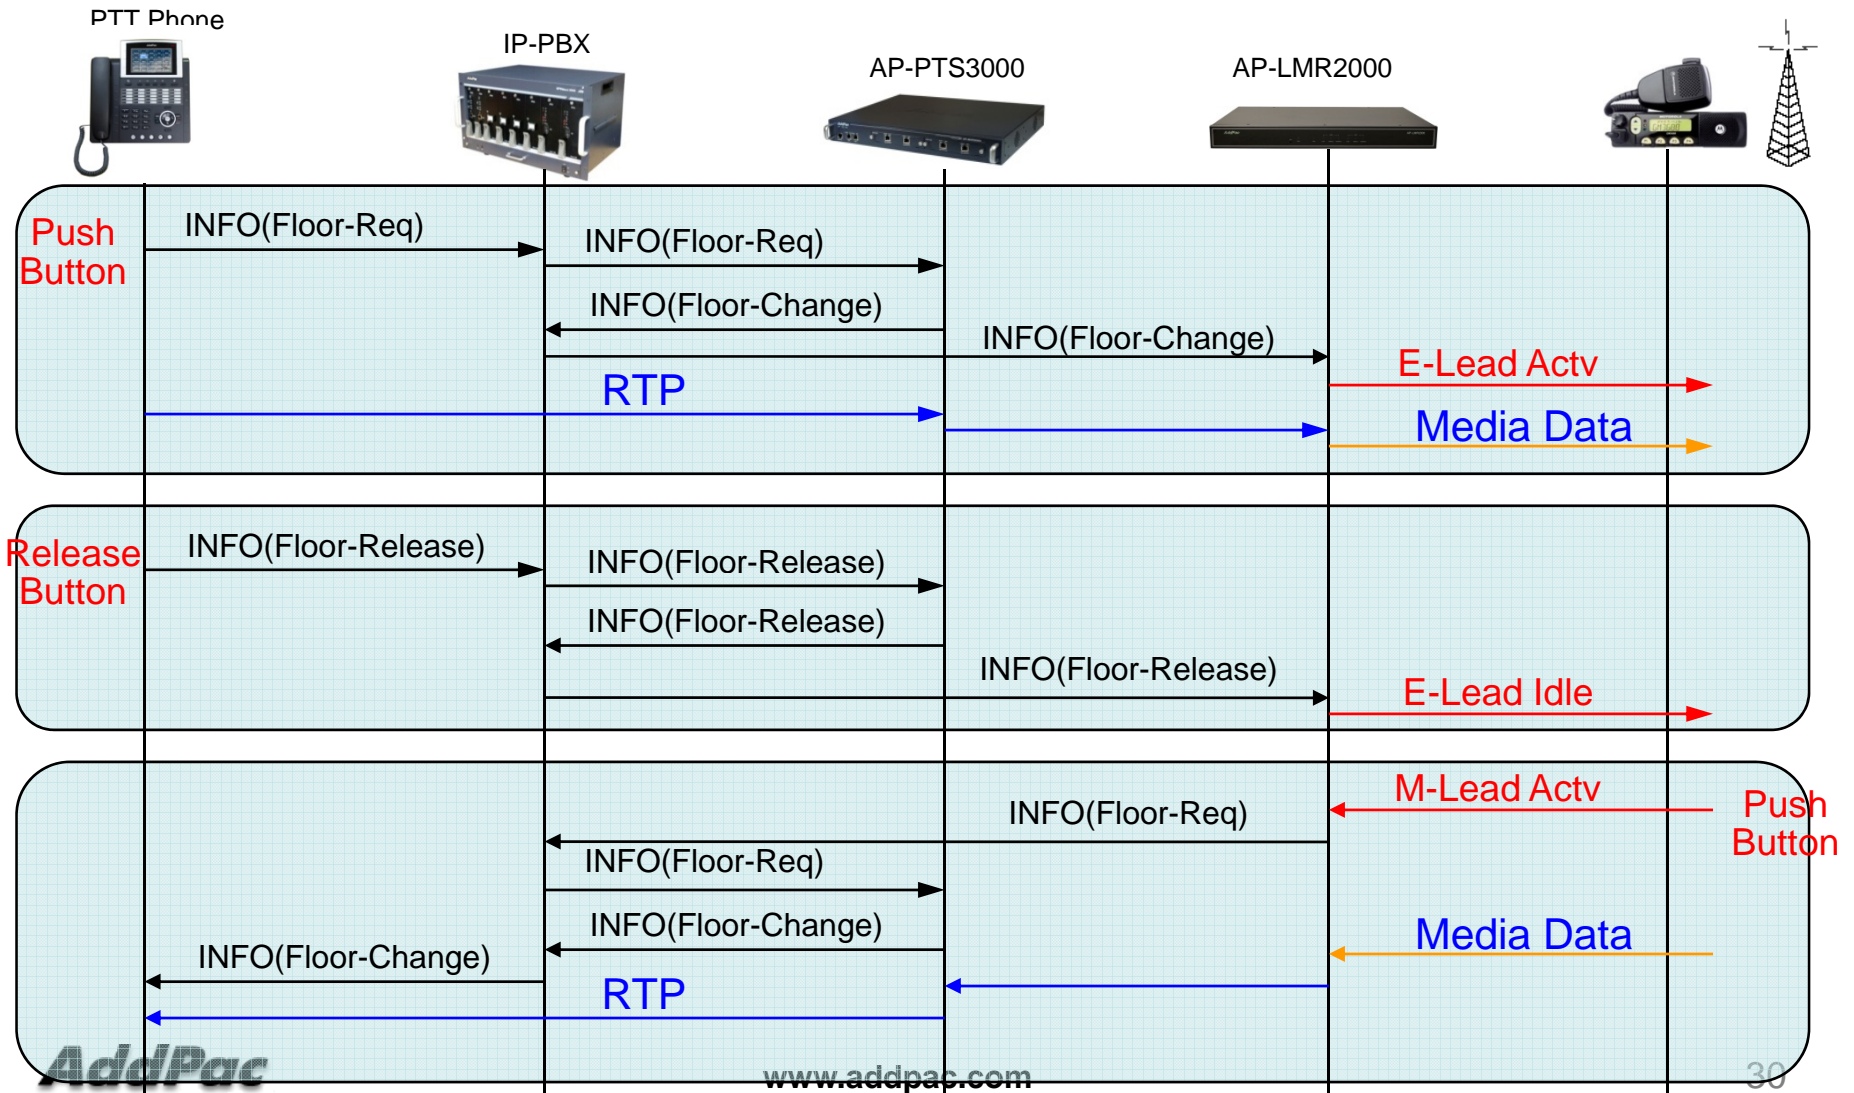 PTT Phone
IP-PBX
AP-PTS3000
AP-LMR2000
Push
Button
INFO(Floor-Req)
INFO(Floor-Req)
INFO(Floor-Change)
INFO(Floor-Change)
E-Lead Actv
RTP
Media Data
Release
Button
INFO(Floor-Release)
INFO(Floor-Release)
INFO(Floor-Release)
INFO(Floor-Release)
E-Lead Idle
M-Lead Actv
Push
Button
INFO(Floor-Req)
INFO(Floor-Req)
INFO(Floor-Change)
Media Data
INFO(Floor-Change)
RTP
AddPac
www.addpac.com
30